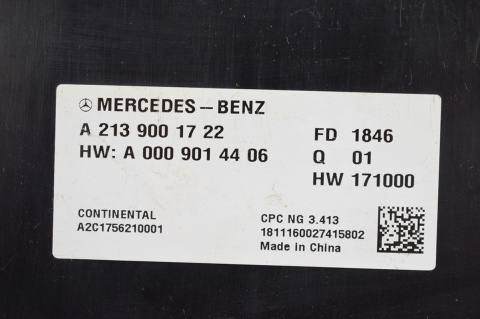 MERCEDES -- BENZ
A 213 900 17 22 FD 1846
HW: A 000 901 44 06 Q 01
HW 171000
CONTINENTAL CPC NG 3.413
A2C1756210001 1811160027415802
Made in China